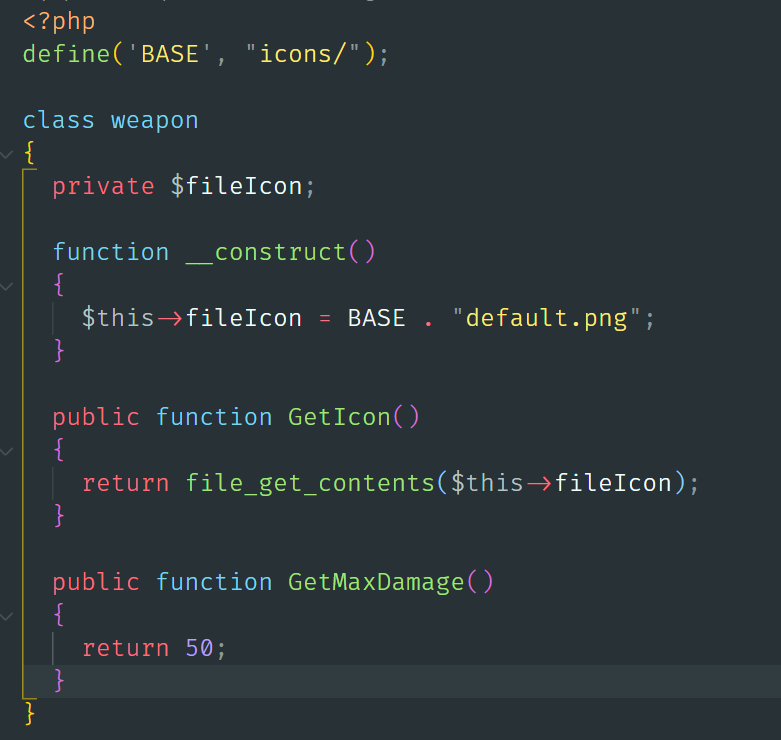 <?php
define('BASE', "icons/");
class weapon
{
private $fileIcon;
function __construct()
{
$this->fileIcon = BASE . "default.png";
}
public function GetIcon()
{
return file_get_contents($this->fileIcon);
}
public function GetMaxDamage()
{
return 50;
}
}